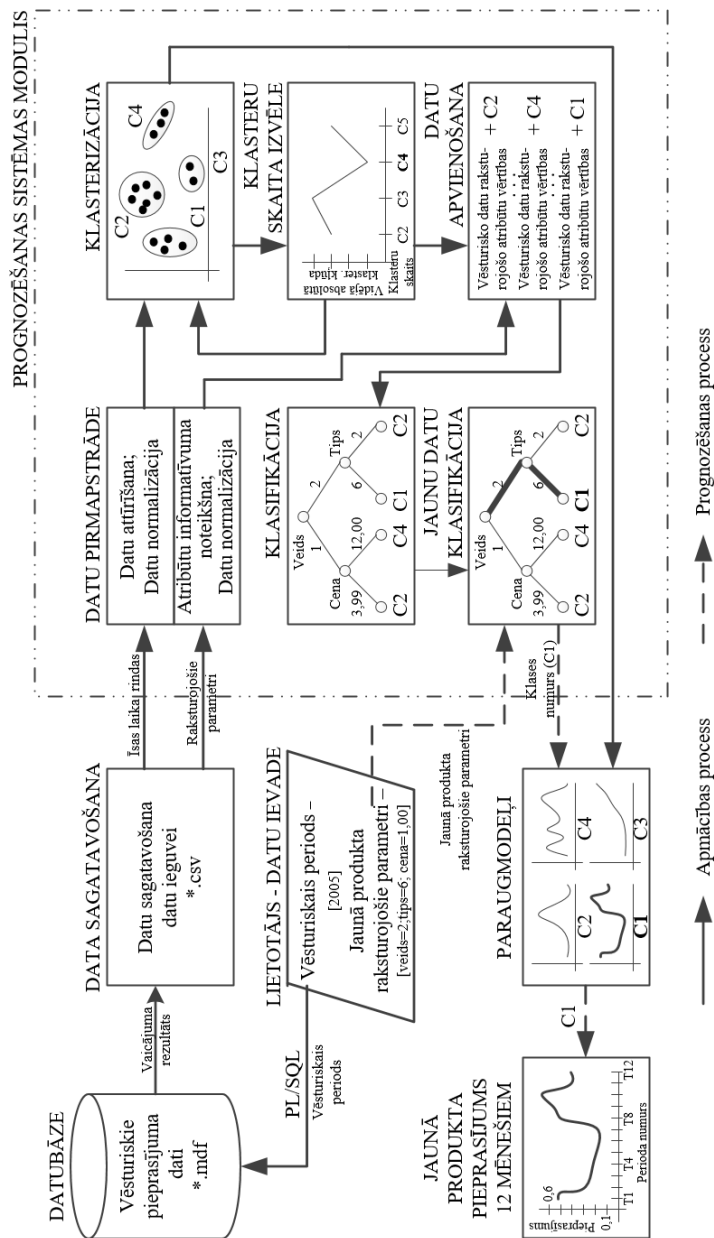 PROGNOZĒŠANAS SISTĒMAS MODULIS
DATUBĀZE
Vēsturiskie
pieprasījuma
dati
*.mdf
Vaicājuma
rezultāts
DATA SAGATAVOŠANA
Datu sagatavošana
datu ieguvei
*.csv
Īsas laika rindas
Raksturojošie
parametri
DATU PIRMAPSTRĀDE
Datu attīrīšana;
Datu normalizācija
Atribūtu informatīvuma
noteikšna;
Datu normalizācija
KLASTERIZĀCIJA
C2
C4
C1
C3
PL/SQL
Vēsturiskais
periods
LIETOTĀJS - DATU IEVADE
Vēsturiskais periods –
[2005]
Jaunā produkta
raksturojošie parametri –
[veids=2;tips=6; cena=1,00]
Jaunā produkta
raksturojošie parametri
KLASIFIKĀCIJA
Veids
1
2
Cena
Tips
3,99
12,00
6
2
C2
C4
C1
C2
KLASTERU
SKAITA IZVĒLE
Vidējā absolūtā
Klaster. kļūda
Klasteru
skaits
C2
C3
C4
C5
JAUNU DATU
KLASIFIKĀCIJA
Veids
1
2
Cena
Tips
3,99
12,00
6
2
C2
C4
C1
C2
DATU
APVIENOŠANA
Vēsturisko datu rakstu-
rojošo atribūtu vērtības + C2
Vēsturisko datu rakstu-
rojošo atribūtu vērtības + C4
.....
Vēsturisko datu rakstu-
rojošo atribūtu vērtības + C1
Klases
numurs (C1)
PARAUGMODEĻI
C2
C4
C1
C3
C1
JAUNĀ
PRODUKTA
PIEPRASĪJUMS
12 MĒNEŠIEM
Pieprasījums
0,6
0,1
T1
T4
T8
T12
Perioda numurs
Apmācības process
Prognozēšanas process